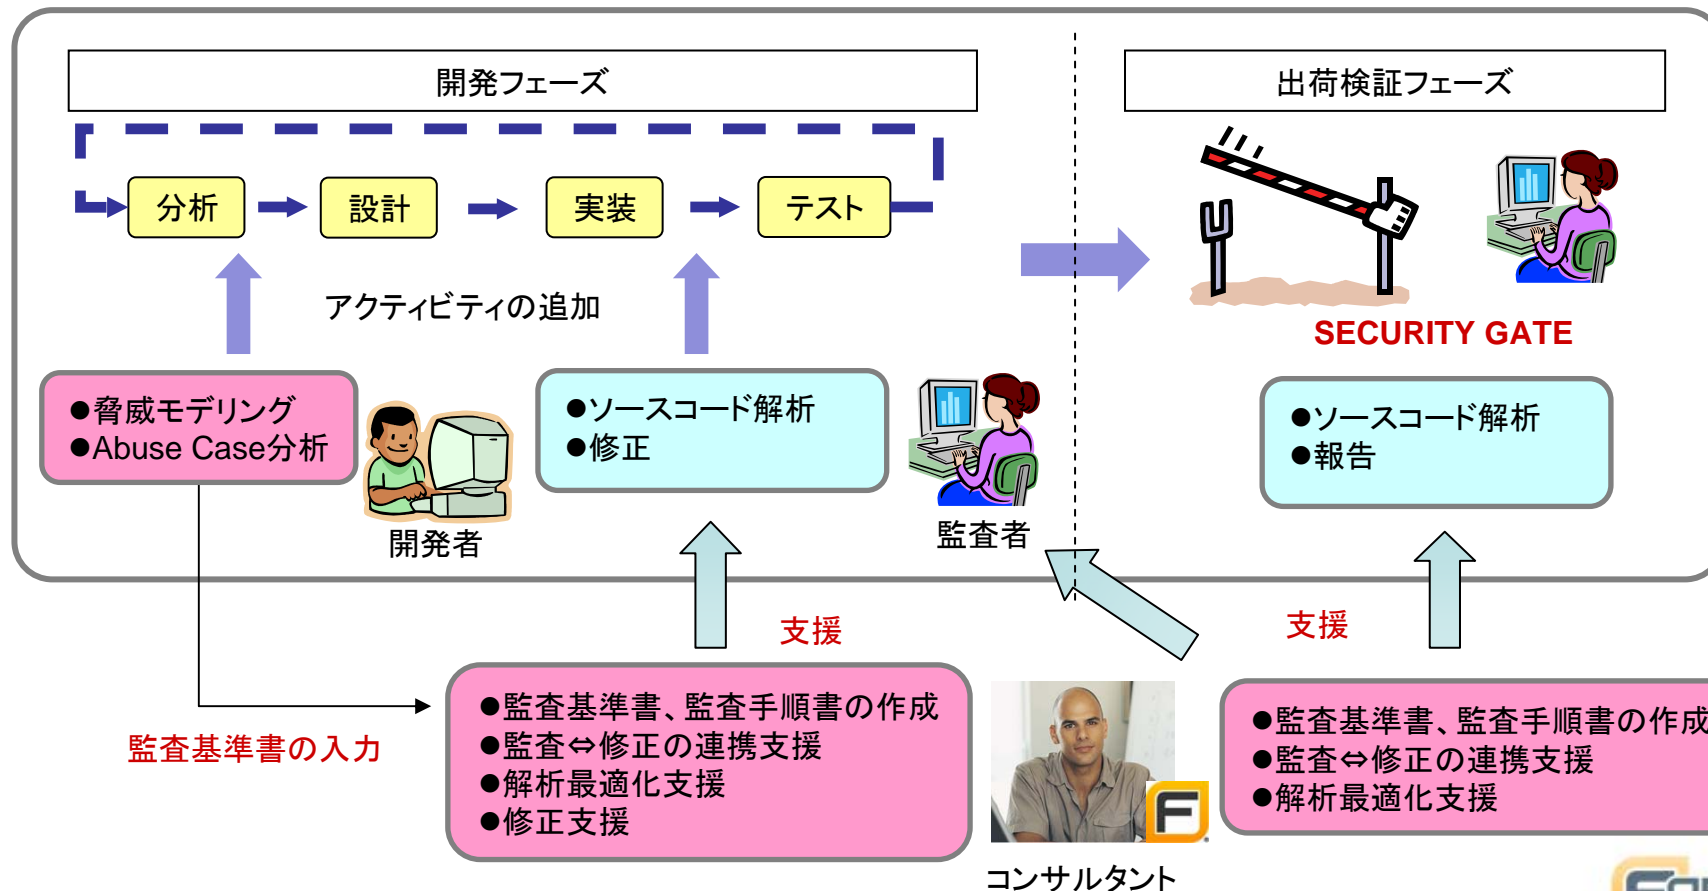 開発フェーズ
出荷検証フェーズ
分析
設計
実装
テスト
アクティビティの追加
SECURITY GATE
●脅威モデリング
●Abuse Case分析
開発者
●ソースコード解析
●修正
監査者
●ソースコード解析
●報告
支援
支援
監査基準書の入力
●監査基準書、監査手順書の作成
●監査⇔修正の連携支援
●解析最適化支援
●修正支援
F
コンサルタント
●監査基準書、監査手順書の作成
●監査⇔修正の連携支援
●解析最適化支援